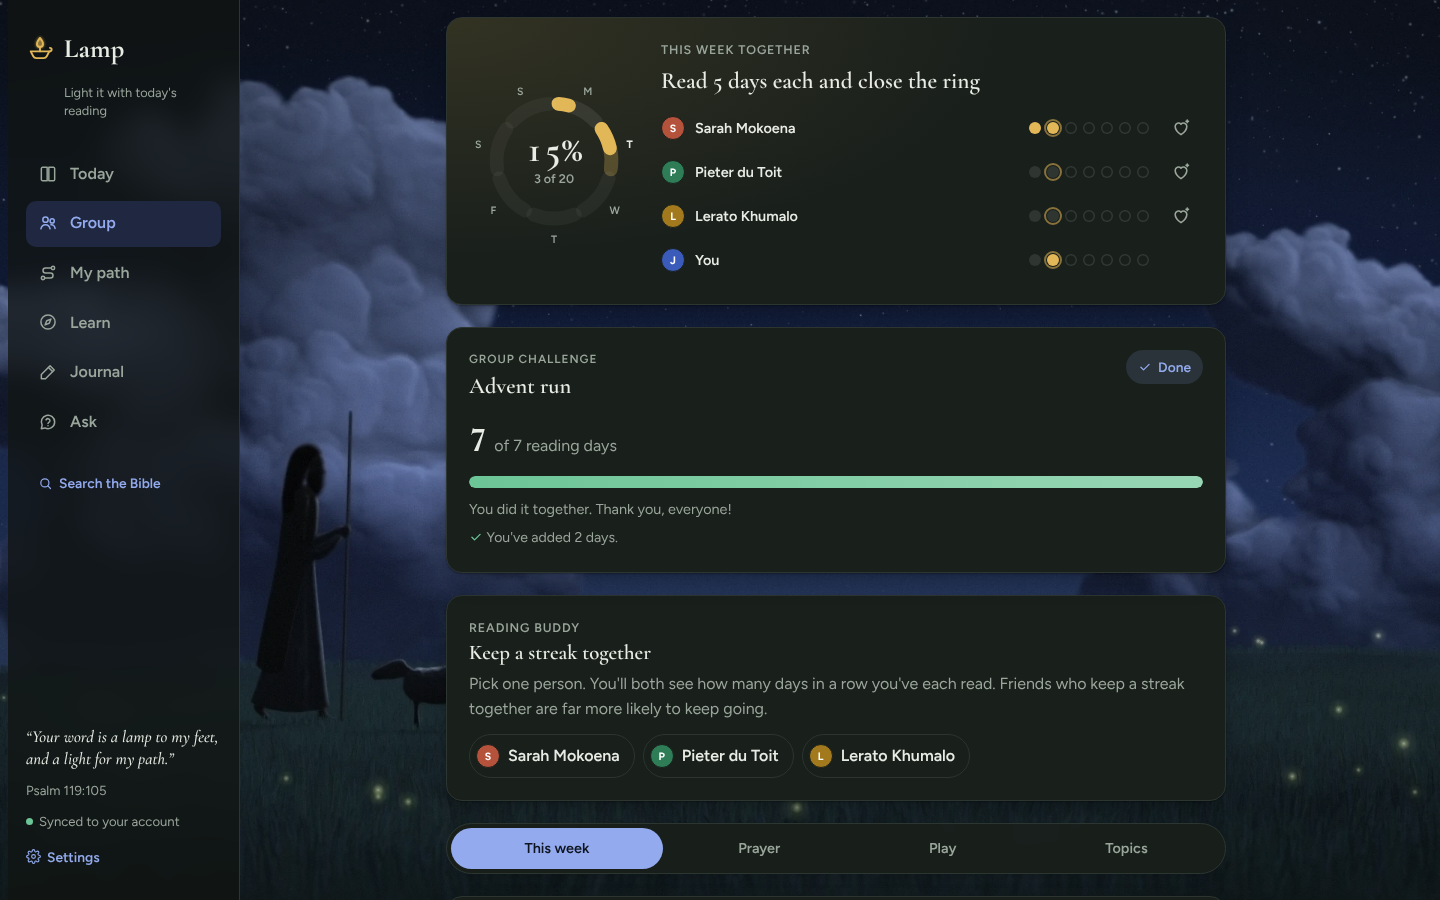 Lamp
Light it with today's
reading
Today
Group
My path
Learn
Journal
Ask
Search the Bible
“Your word is a lamp to my feet,
and a light for my path.”
Psalm 119:105
Synced to your account
Settings
S
M
T
W
T
F
S
15%
3 of 20
THIS WEEK TOGETHER
Read 5 days each and close the ring
S Sarah Mokoena
P Pieter du Toit
L Lerato Khumalo
J You
GROUP CHALLENGE
Advent run
Done
7 of 7 reading days
You did it together. Thank you, everyone!
You've added 2 days.
READING BUDDY
Keep a streak together
Pick one person. You'll both see how many days in a row you've each read. Friends who keep a streak
together are far more likely to keep going.
S Sarah Mokoena P Pieter du Toit L Lerato Khumalo
This week Prayer Play Topics